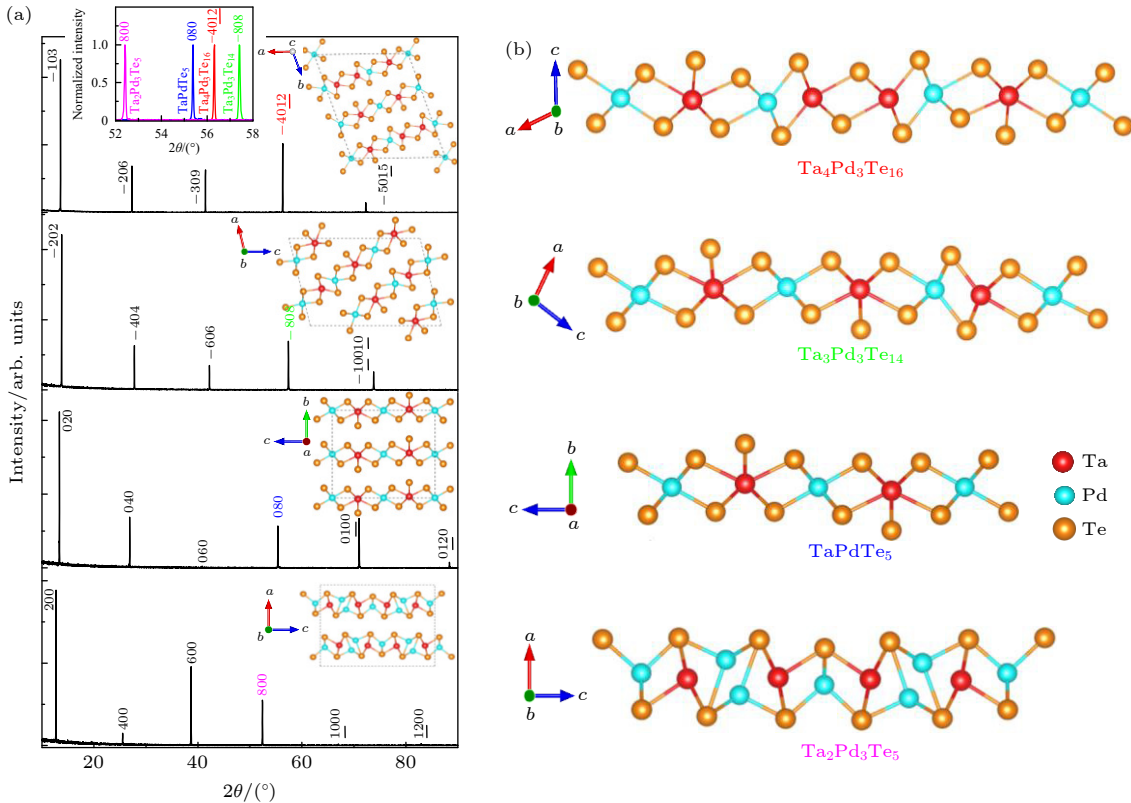 (a)
Normalized intensity
1.0
0.5
0
52 54 56 58
2θ/(°)
800
Ta₂Pd₃Te₅
080
TaPdTe₅
−4012
Ta₄Pd₃Te₁₆
−808
Ta₃Pd₃Te₁₄
a c b
−103
−206
−309
−4012
−5015
a b c
−202
−404
−606
−808
−10010
b c a
020
040
060
080
0100
0120
a b c
200
400
600
800
1000
1200
Intensity/arb. units
20 40 60 80
2θ/(°)
(b)
c
a b
Ta₄Pd₃Te₁₆
a
b c
Ta₃Pd₃Te₁₄
b
c a
TaPdTe₅
Ta
Pd
Te
a
b c
Ta₂Pd₃Te₅